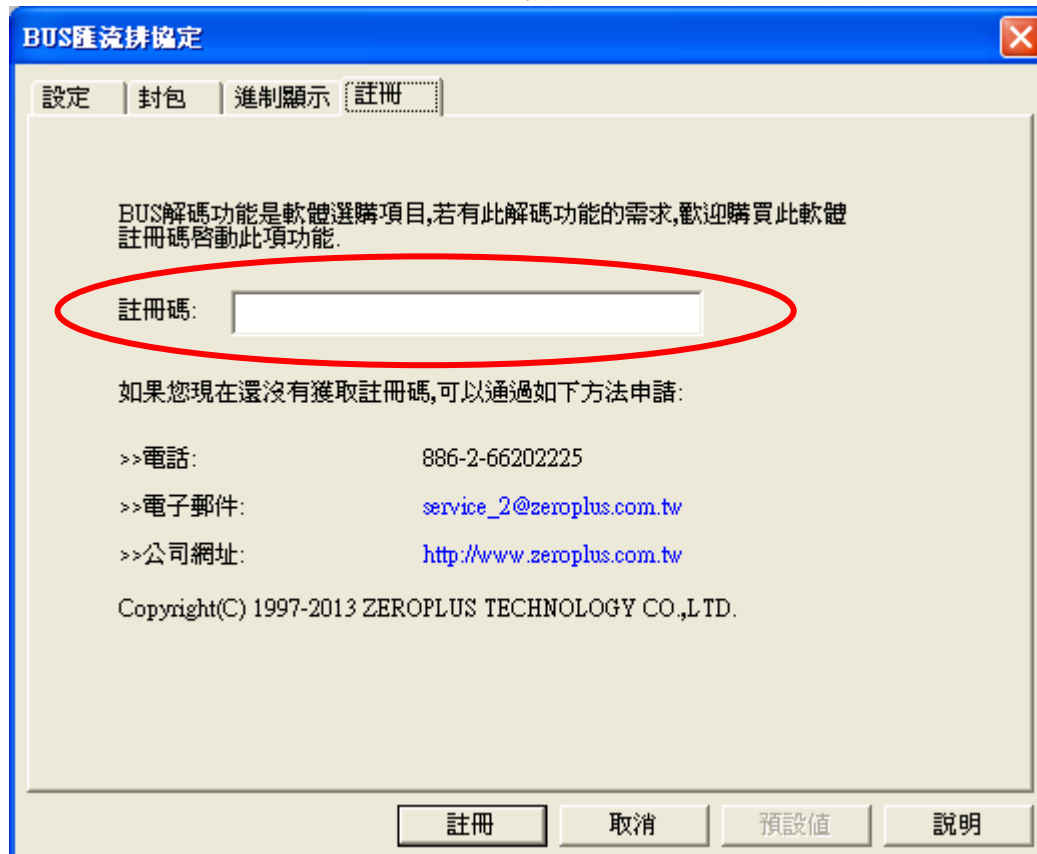 BUS匯流排協定
設定 封包 進制顯示 註冊
BUS解碼功能是軟體選購項目,若有此解碼功能的需求,歡迎購買此軟體
註冊碼啓動此項功能.
註冊碼:
如果您現在還沒有獲取註冊碼,可以通過如下方法申請:
>>電話: 886-2-66202225
>>電子郵件: service_2@zeroplus.com.tw
>>公司網址: http://www.zeroplus.com.tw
Copyright(C) 1997-2013 ZEROPLUS TECHNOLOGY CO.,LTD.
註冊 取消 預設值 說明